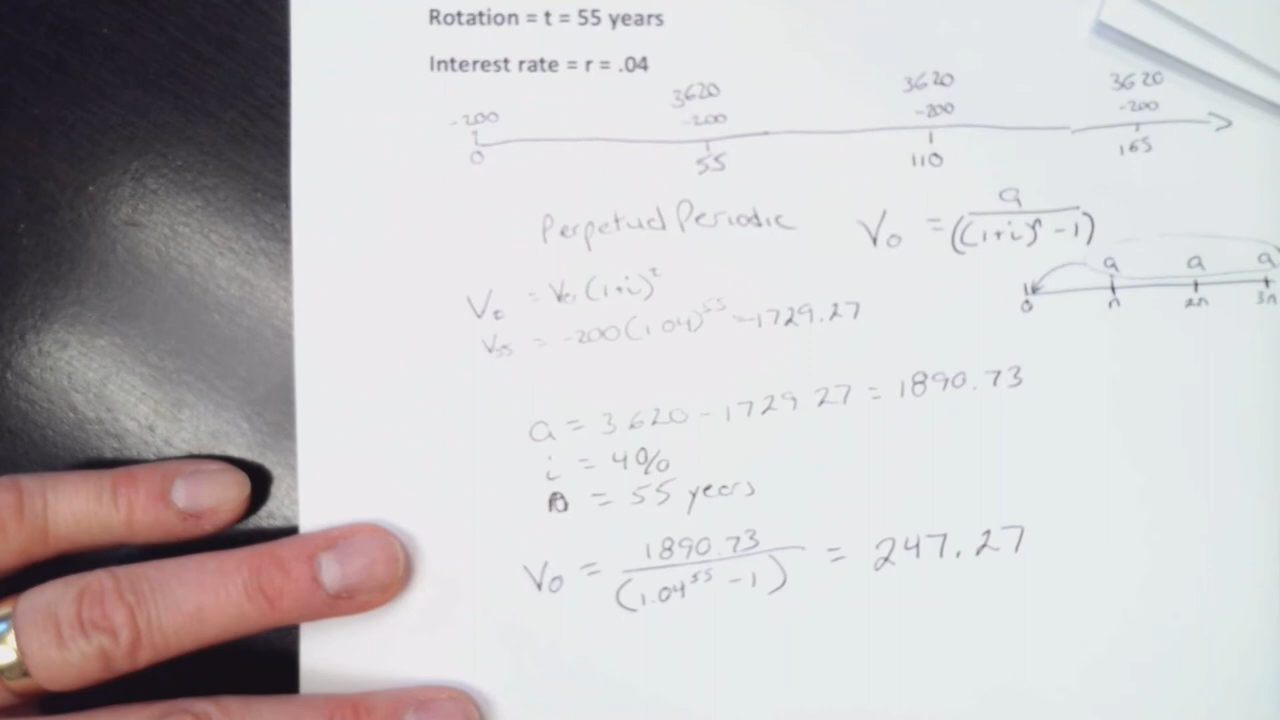 Rotation = t = 55 years
Interest rate = r = .04
3620 3620 3620
-200 -200 -200 -200
0 55 110 165
Perpetual Periodic V₀ = a / ((1+i)ⁿ - 1)
a a a
0 n 2n 3n
Vₜ = V₀ (1+i)ᵗ
V₅₅ = -200(1.04)⁵⁵ = -1729.27
a = 3620 - 1729.27 = 1890.73
i = 4%
n = 55 years
V₀ = 1890.73 / (1.04⁵⁵ - 1) = 247.27